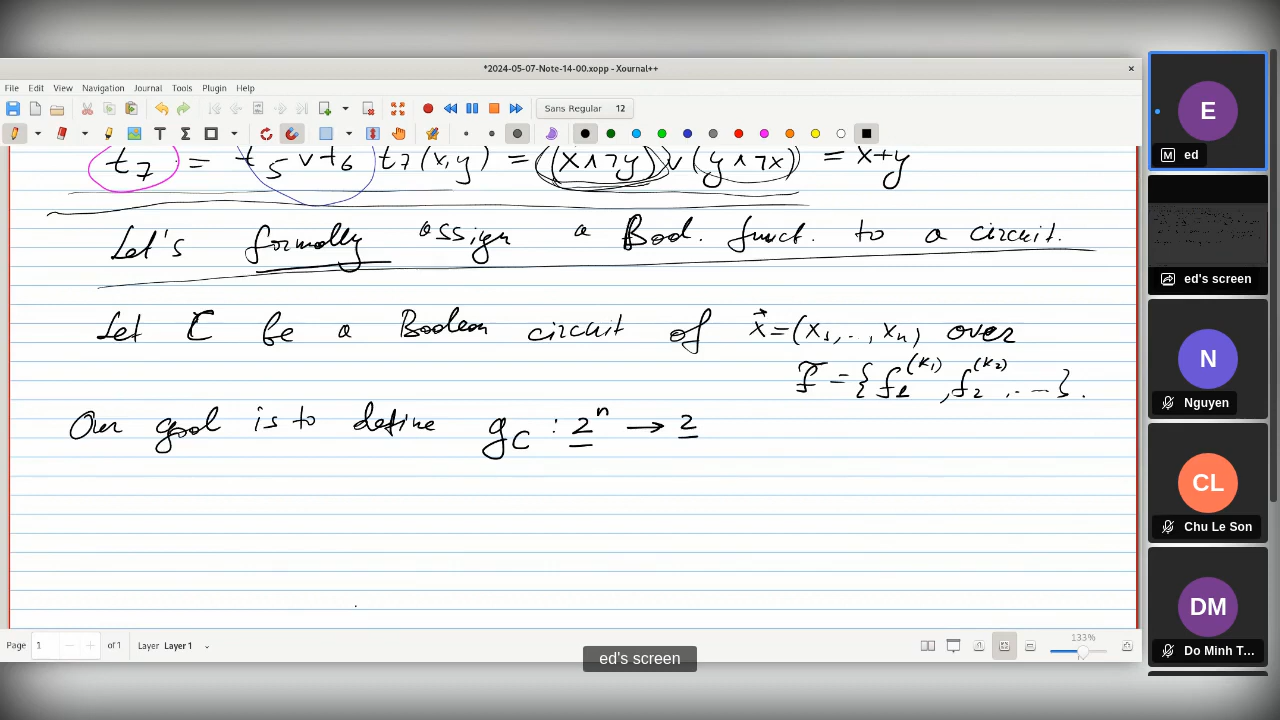 *2024-05-07-Note-14-00.xopp - Xournal++
File Edit View Navigation Journal Tools Plugin Help
Sans Regular 12
t₇ = t₅ ∨ t₆ t₇(x,y) = ((x∧¬y)) ∨ (y∧¬x)) = x+y
Let's formally assign a Bool. funct. to a circuit.
Let C be a Boolean circuit of x⃗=(x₁,..,xₙ) over
F = {f₁^(k₁), f₂^(k₂), ...}.
Our goal is to define g_C : 2ⁿ → 2
Page 1 of 1 Layer Layer 1 133%
ed's screen
E
ed
ed's screen
N
Nguyen
CL
Chu Le Son
DM
Do Minh T...